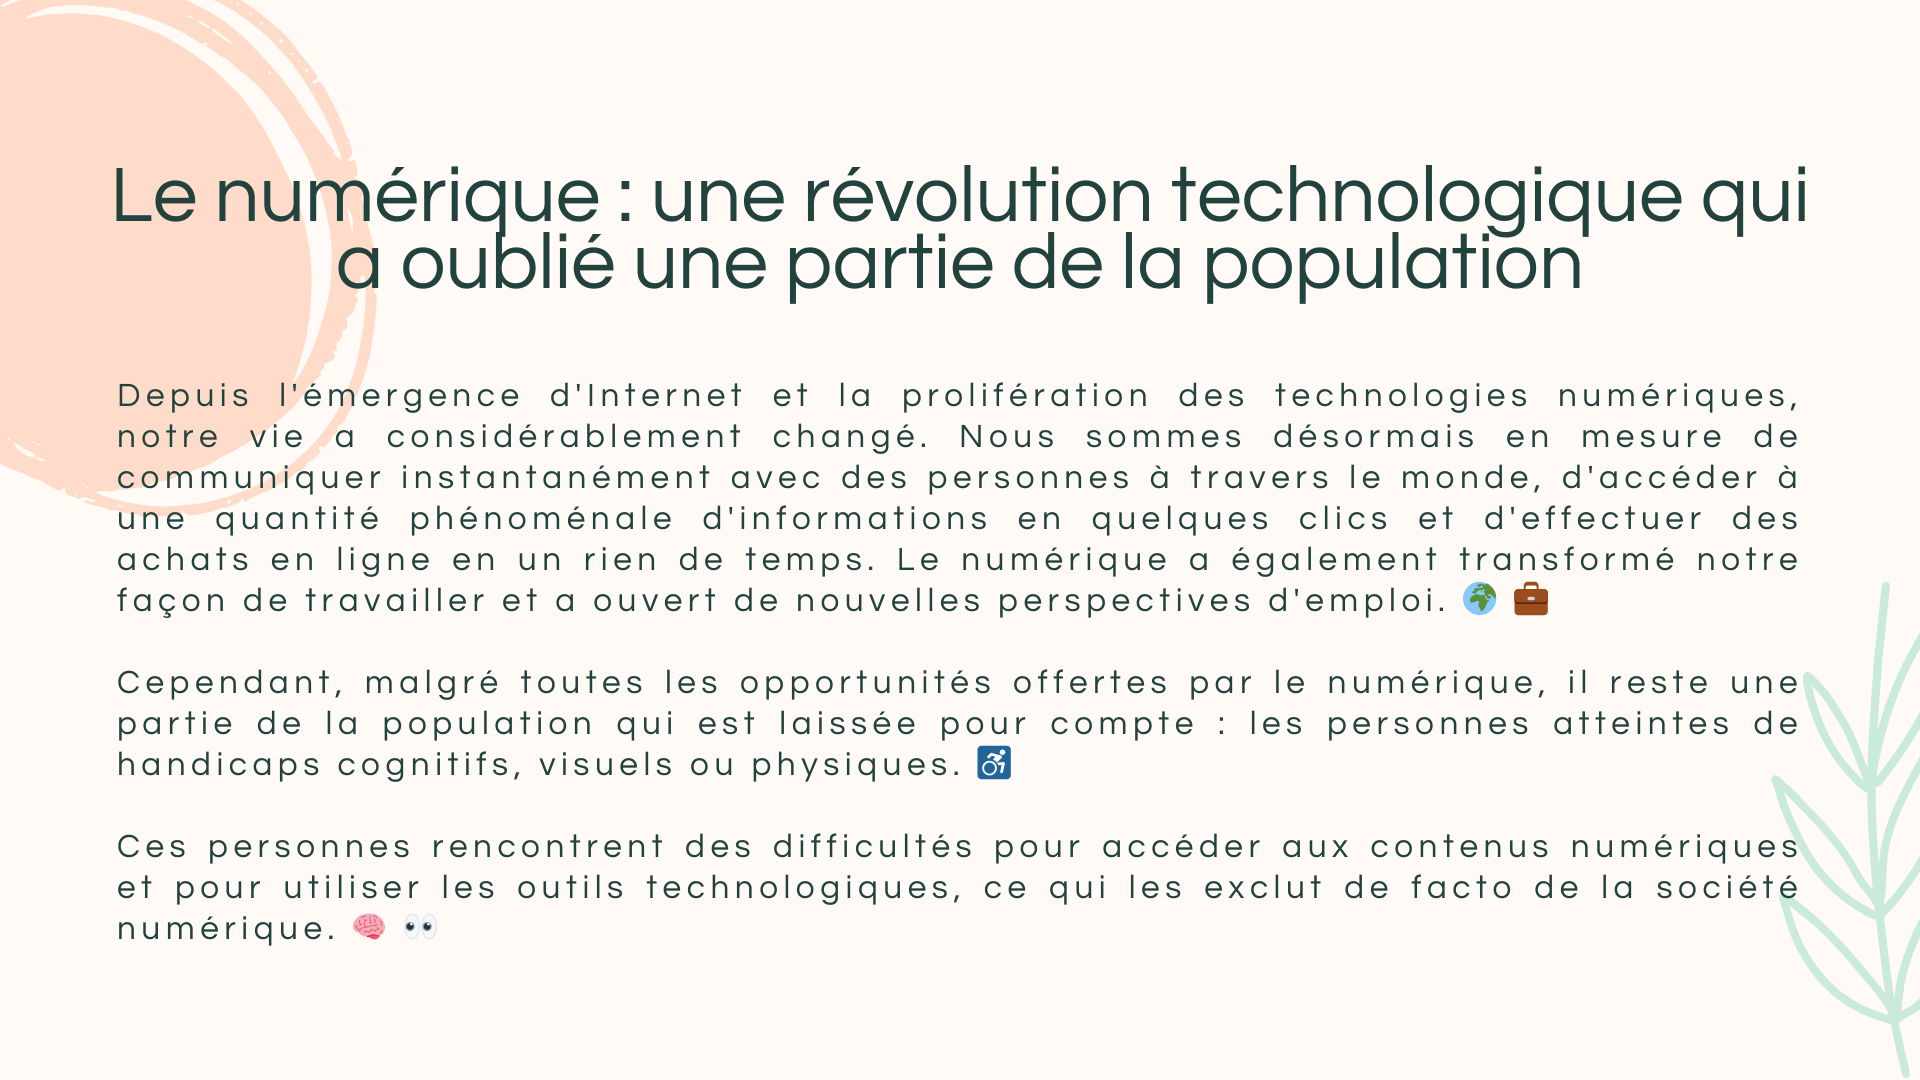 Le numérique : une révolution technologique qui
a oublié une partie de la population
Depuis l'émergence d'Internet et la prolifération des technologies numériques,
notre vie a considérablement changé. Nous sommes désormais en mesure de
communiquer instantanément avec des personnes à travers le monde, d'accéder à
une quantité phénoménale d'informations en quelques clics et d'effectuer des
achats en ligne en un rien de temps. Le numérique a également transformé notre
façon de travailler et a ouvert de nouvelles perspectives d'emploi. 🌍 💼
Cependant, malgré toutes les opportunités offertes par le numérique, il reste une
partie de la population qui est laissée pour compte : les personnes atteintes de
handicaps cognitifs, visuels ou physiques. ♿
Ces personnes rencontrent des difficultés pour accéder aux contenus numériques
et pour utiliser les outils technologiques, ce qui les exclut de facto de la société
numérique. 🧠 👀